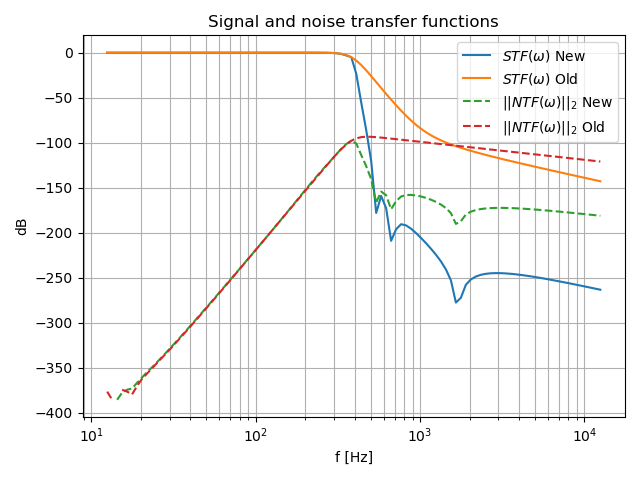 Signal and noise transfer functions
STF(ω) New
STF(ω) Old
||NTF(ω)||₂ New
||NTF(ω)||₂ Old
dB
0
−50
−100
−150
−200
−250
−300
−350
−400
10¹ 10² 10³ 10⁴
f [Hz]